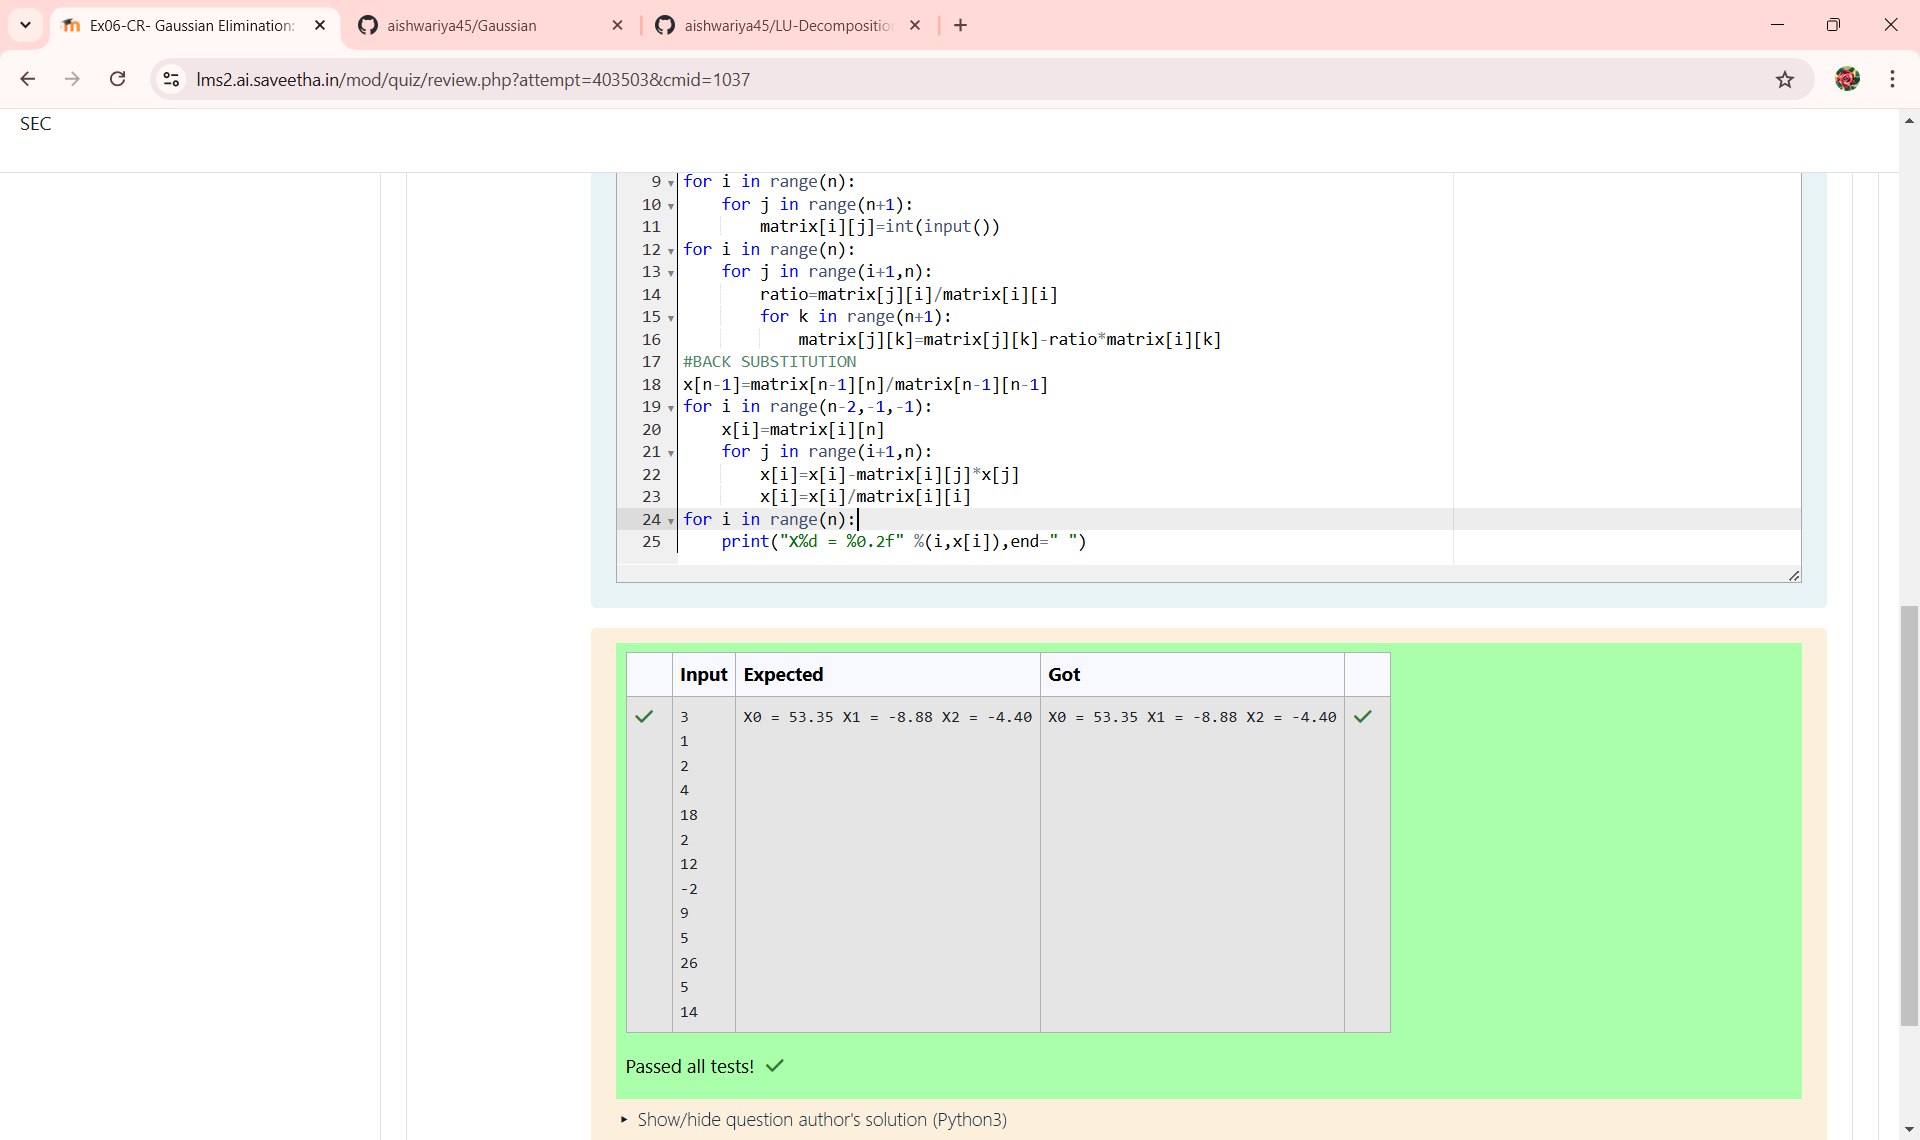 Ex06-CR- Gaussian Elimination:
aishwariya45/Gaussian
aishwariya45/LU-Decomposition
lms2.ai.saveetha.in/mod/quiz/review.php?attempt=403503&cmid=1037
SEC
9 for i in range(n):
10 for j in range(n+1):
11 matrix[i][j]=int(input())
12 for i in range(n):
13 for j in range(i+1,n):
14 ratio=matrix[j][i]/matrix[i][i]
15 for k in range(n+1):
16 matrix[j][k]=matrix[j][k]-ratio*matrix[i][k]
17 #BACK SUBSTITUTION
18 x[n-1]=matrix[n-1][n]/matrix[n-1][n-1]
19 for i in range(n-2,-1,-1):
20 x[i]=matrix[i][n]
21 for j in range(i+1,n):
22 x[i]=x[i]-matrix[i][j]*x[j]
23 x[i]=x[i]/matrix[i][i]
24 for i in range(n):
25 print("X%d = %0.2f" %(i,x[i]),end=" ")
Input Expected Got
3 X0 = 53.35 X1 = -8.88 X2 = -4.40 X0 = 53.35 X1 = -8.88 X2 = -4.40
1
2
4
18
2
12
-2
9
5
26
5
14
Passed all tests!
Show/hide question author's solution (Python3)